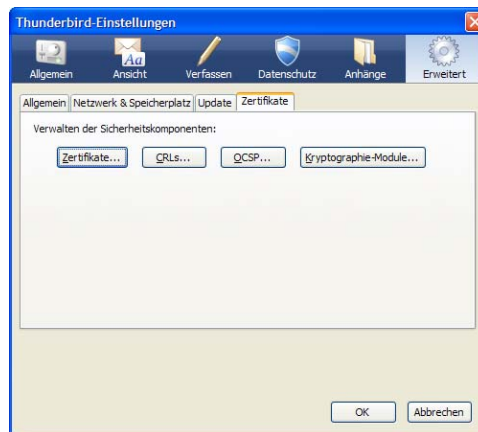 Thunderbird-Einstellungen
Aa
Allgemein Ansicht Verfassen Datenschutz Anhänge Erweitert
Allgemein Netzwerk & Speicherplatz Update Zertifikate
Verwalten der Sicherheitskomponenten:
Zertifikate... CRLs... OCSP... Kryptographie-Module...
OK Abbrechen